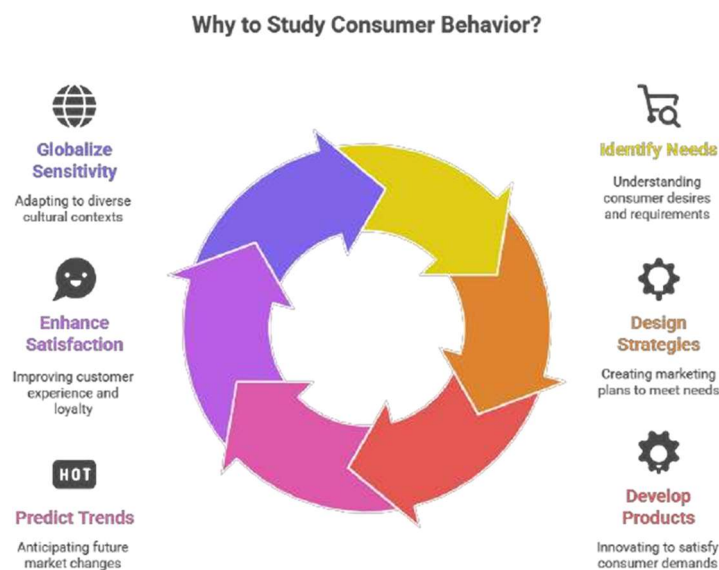 Why to Study Consumer Behavior?
Globalize
Sensitivity
Adapting to diverse
cultural contexts
Enhance
Satisfaction
Improving customer
experience and
loyalty
HOT
Predict Trends
Anticipating future
market changes
Identify Needs
Understanding
consumer desires
and requirements
Design
Strategies
Creating marketing
plans to meet needs
Develop
Products
Innovating to satisfy
consumer demands